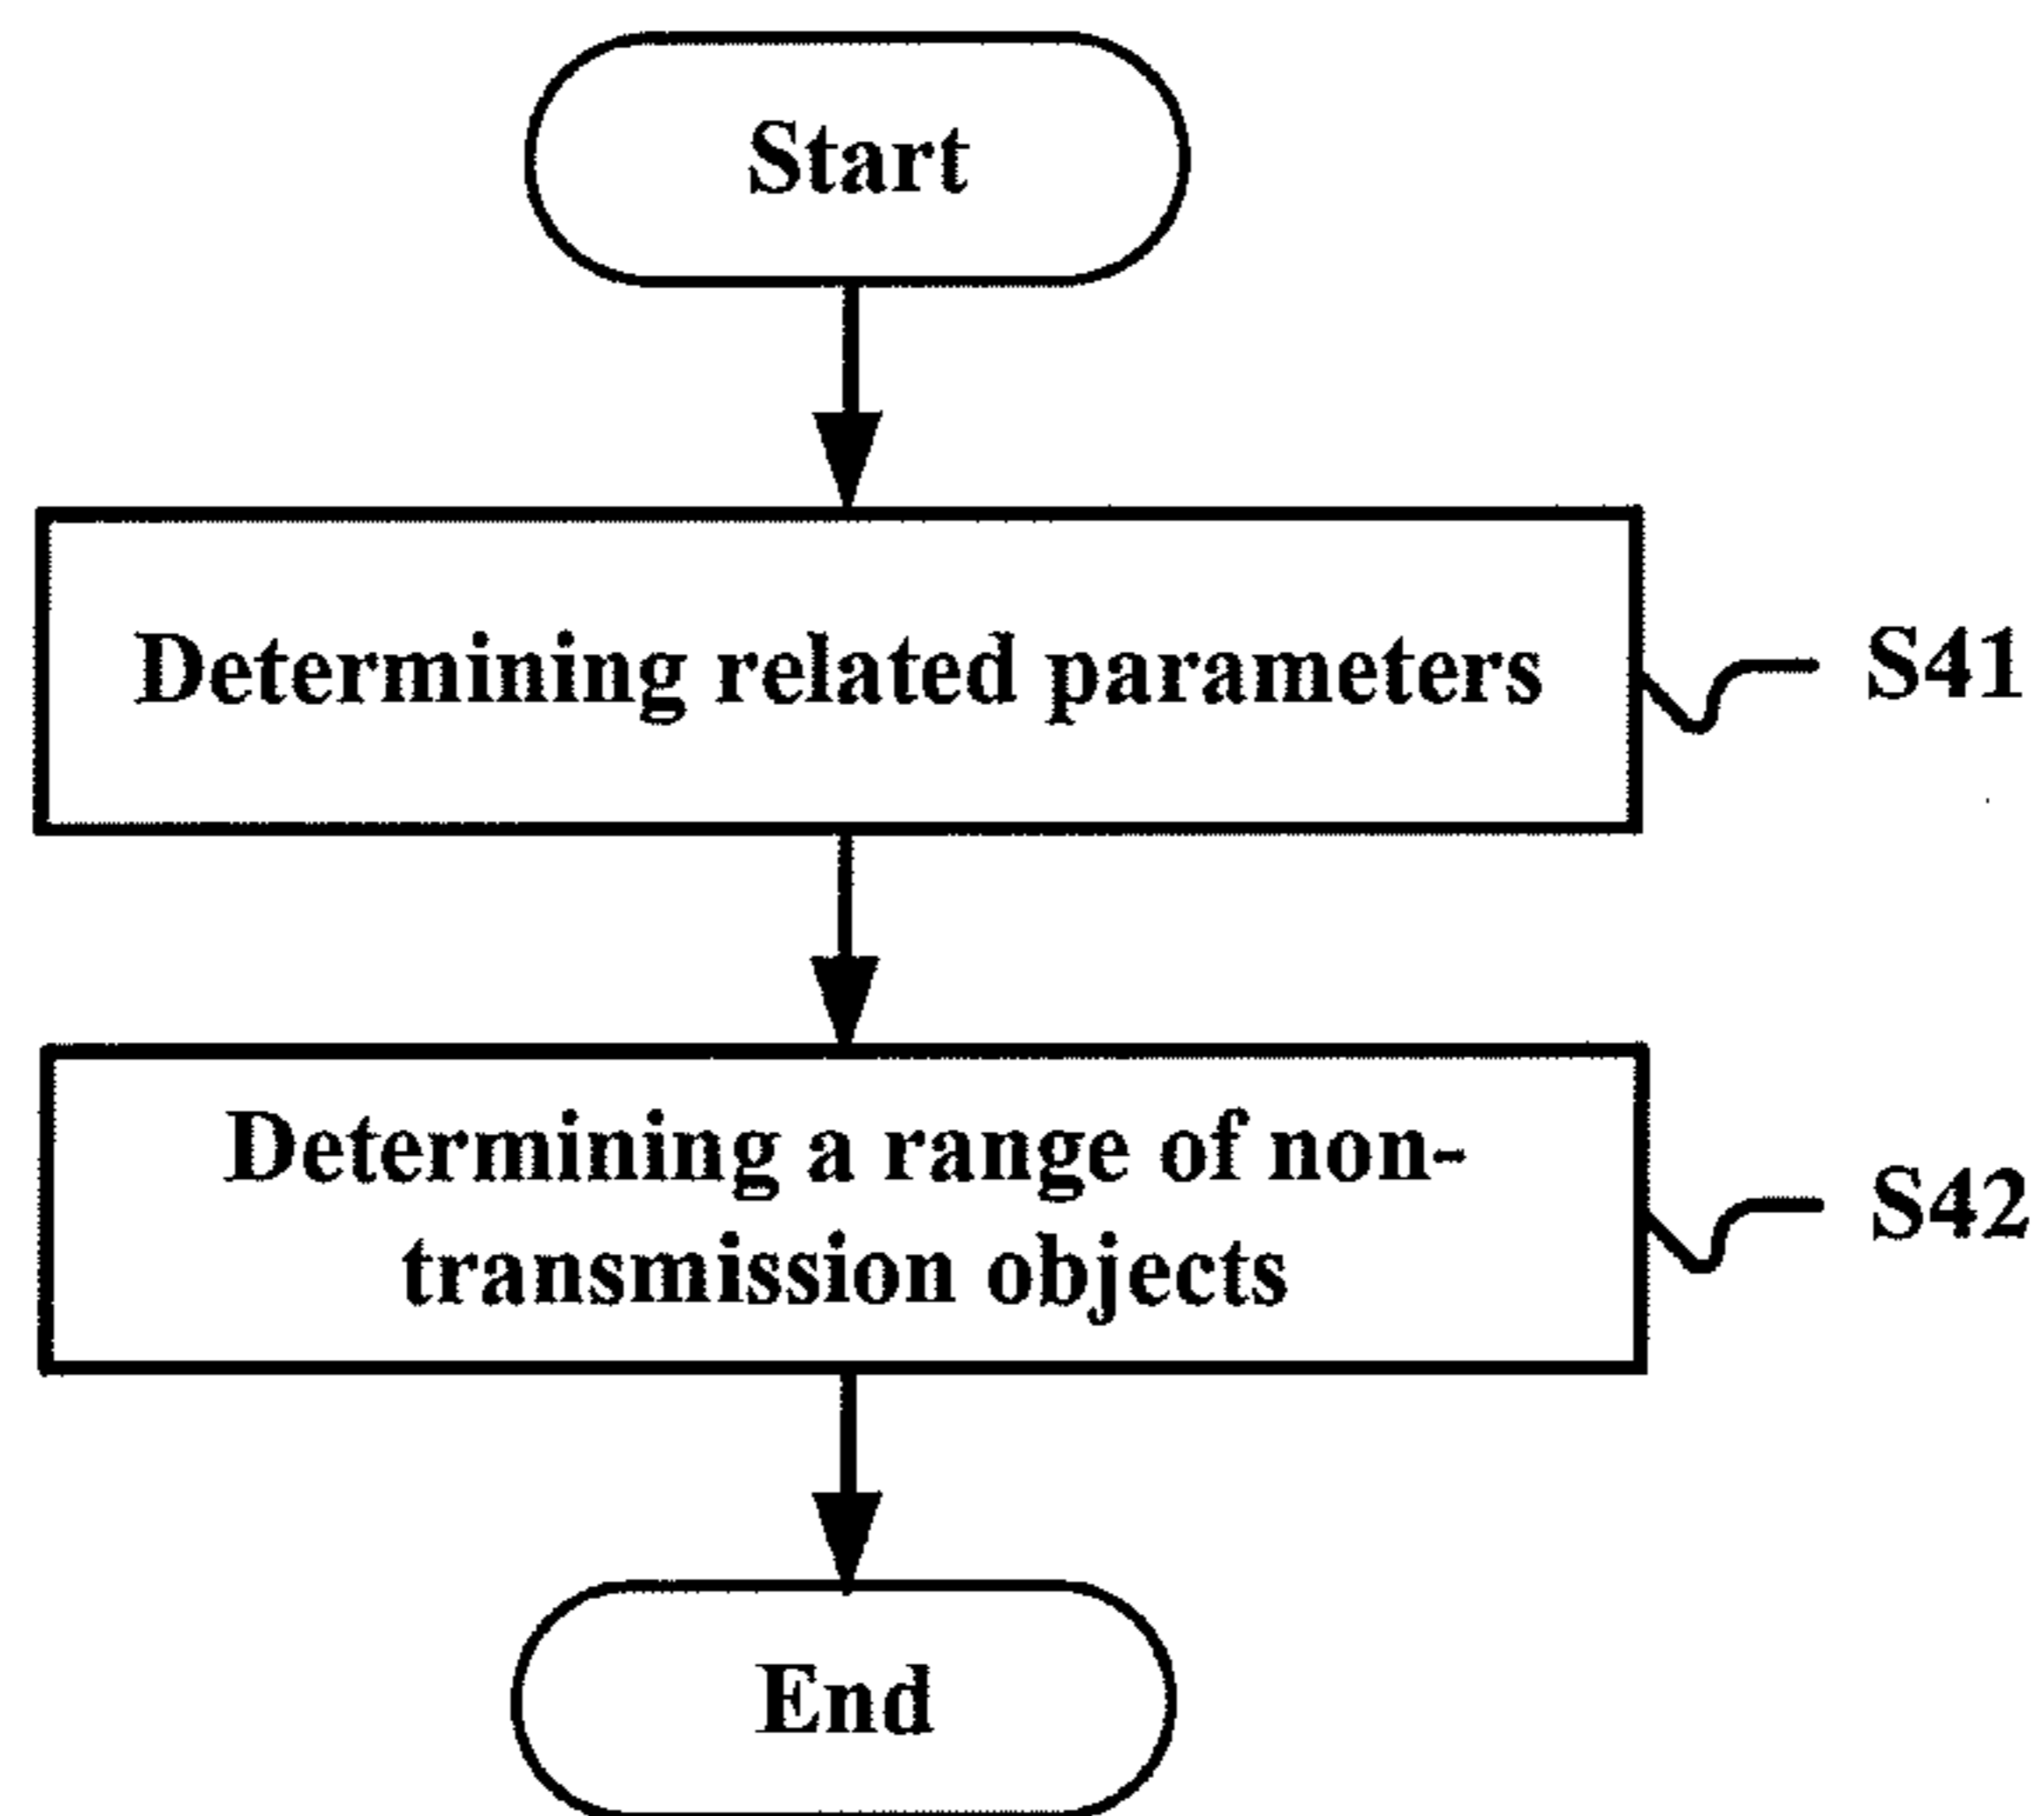 Start
Determining related parameters
S41
Determining a range of non-
transmission objects
S42
End